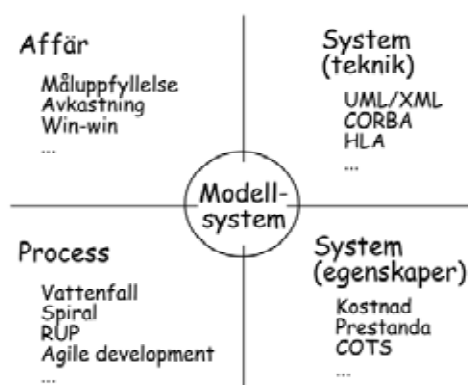 Affär
Måluppfyllelse
Avkastning
Win-win
...
System
(teknik)
UML/XML
CORBA
HLA
...
Modell-
system
Process
Vattenfall
Spiral
RUP
Agile development
...
System
(egenskaper)
Kostnad
Prestanda
COTS
...